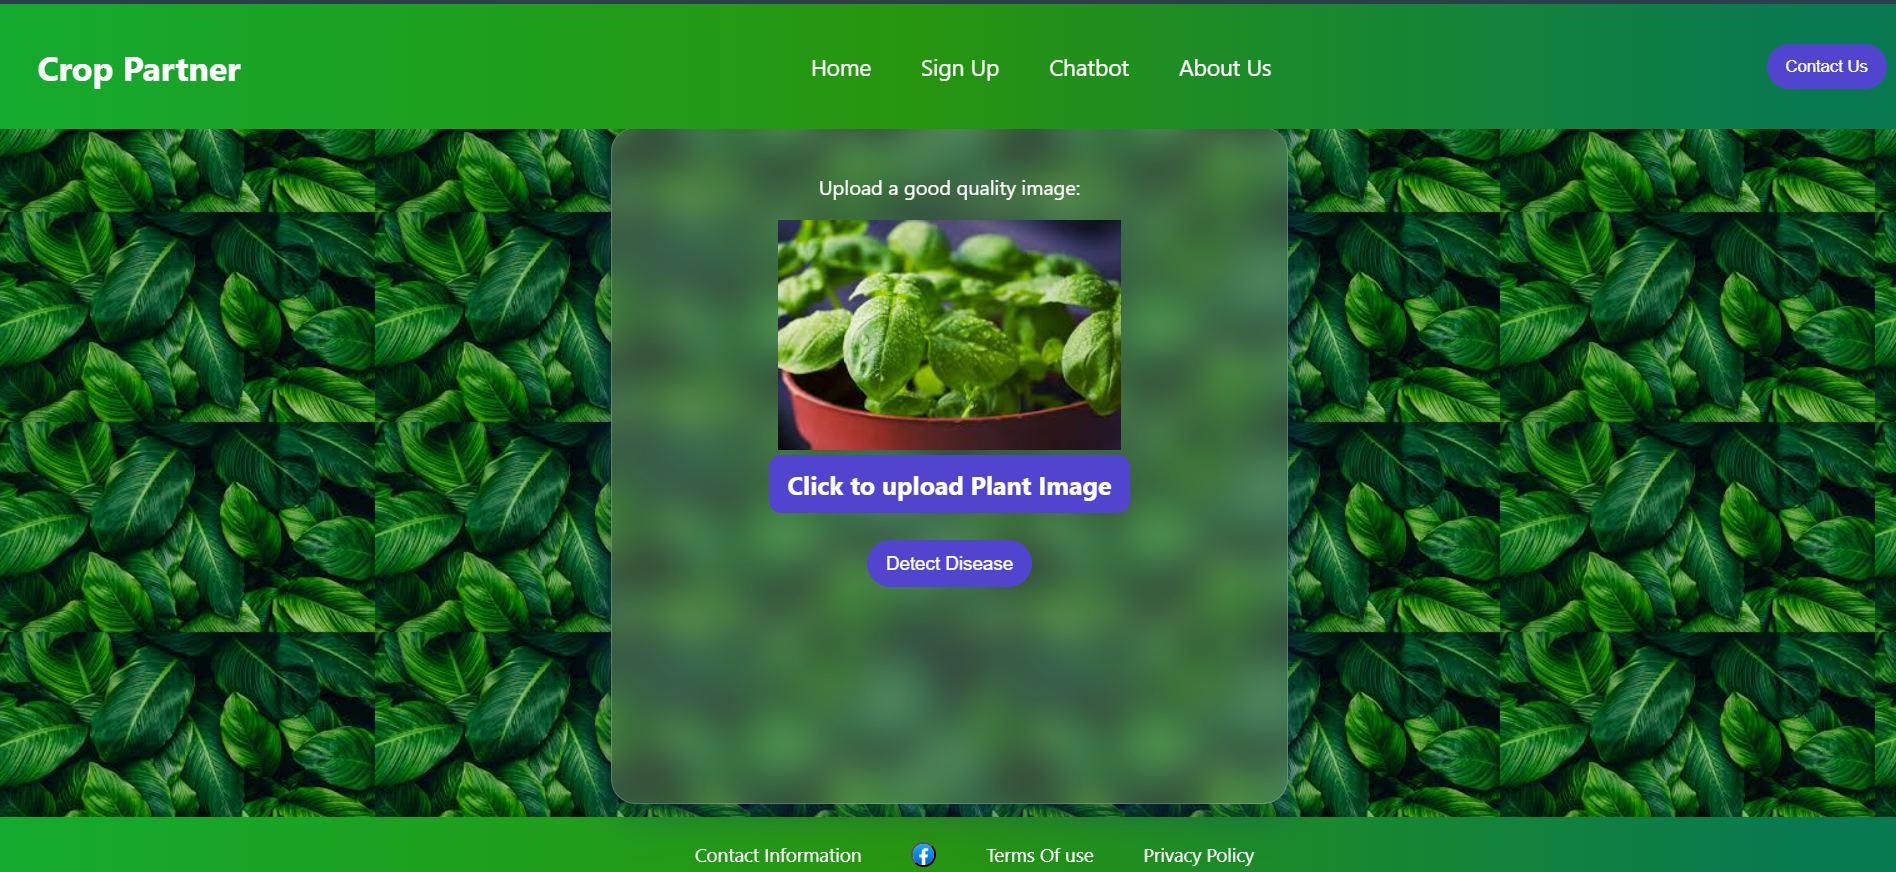 Crop Partner
Home Sign Up Chatbot About Us
Contact Us
Upload a good quality image:
Click to upload Plant Image
Detect Disease
Contact Information Terms Of use Privacy Policy